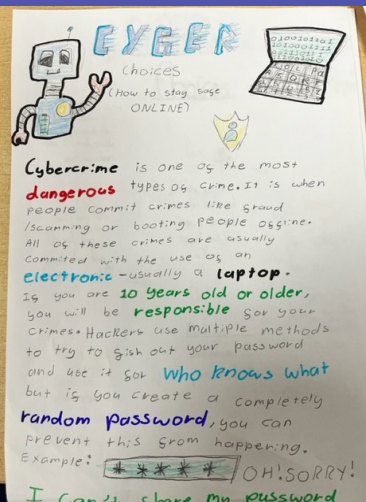 CYBER
Choices
(How to stay safe
ONLINE)
010010110
Cybercrime is one of the most
dangerous types of crime. It is when
people commit crimes like fraud
/scamming or booting people offline.
All of these crimes are usually
commited with the use of an
electronic - usually a laptop.
If you are 10 years old or older,
you will be responsible for your
crimes. Hackers use multiple methods
to try to fish out your password
and use it for who knows what
but if you create a completely
random password, you can
prevent this from happening.
Example: * * * * * OH! SORRY!
I can't share my password